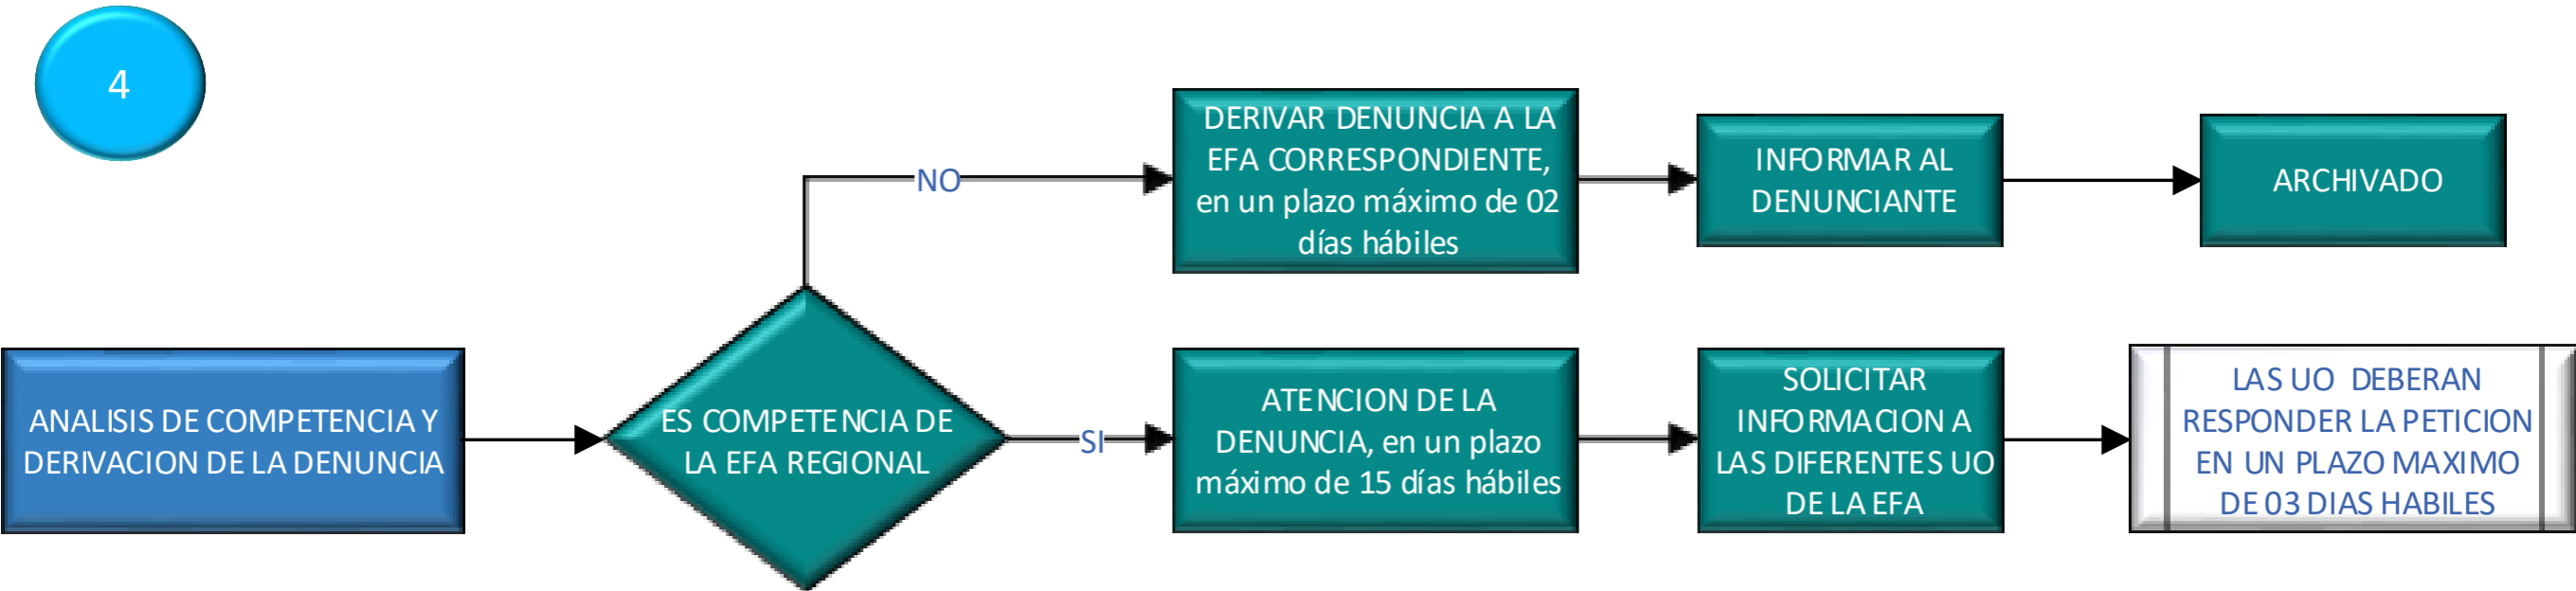 4
DERIVAR DENUNCIA A LA
EFA CORRESPONDIENTE,
en un plazo máximo de 02
días hábiles
INFORMAR AL
DENUNCIANTE
ARCHIVADO
NO
ANALISIS DE COMPETENCIA Y
DERIVACION DE LA DENUNCIA
ES COMPETENCIA DE
LA EFA REGIONAL
SI
ATENCION DE LA
DENUNCIA, en un plazo
máximo de 15 días hábiles
SOLICITAR
INFORMACION A
LAS DIFERENTES UO
DE LA EFA
LAS UO DEBERAN
RESPONDER LA PETICION
EN UN PLAZO MAXIMO
DE 03 DIAS HABILES